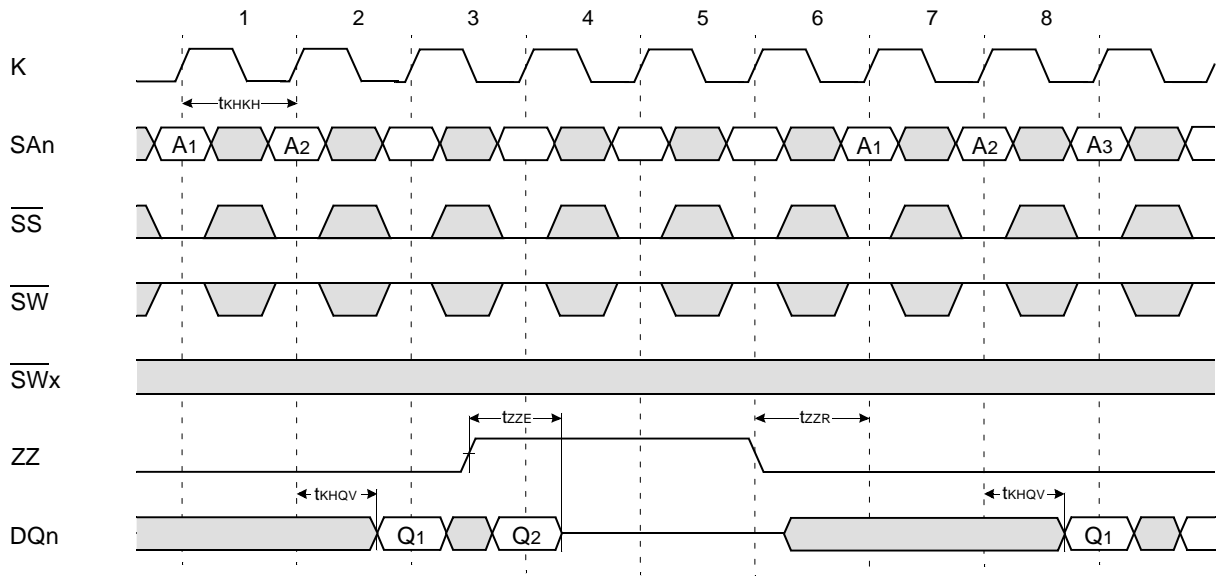 1 2 3 4 5 6 7 8
K
tKHKH
SAn A1 A2 A1 A2 A3
SS
SW
SWx
tZZE tZZR
ZZ
tKHQV tKHQV
DQn Q1 Q2 Q1